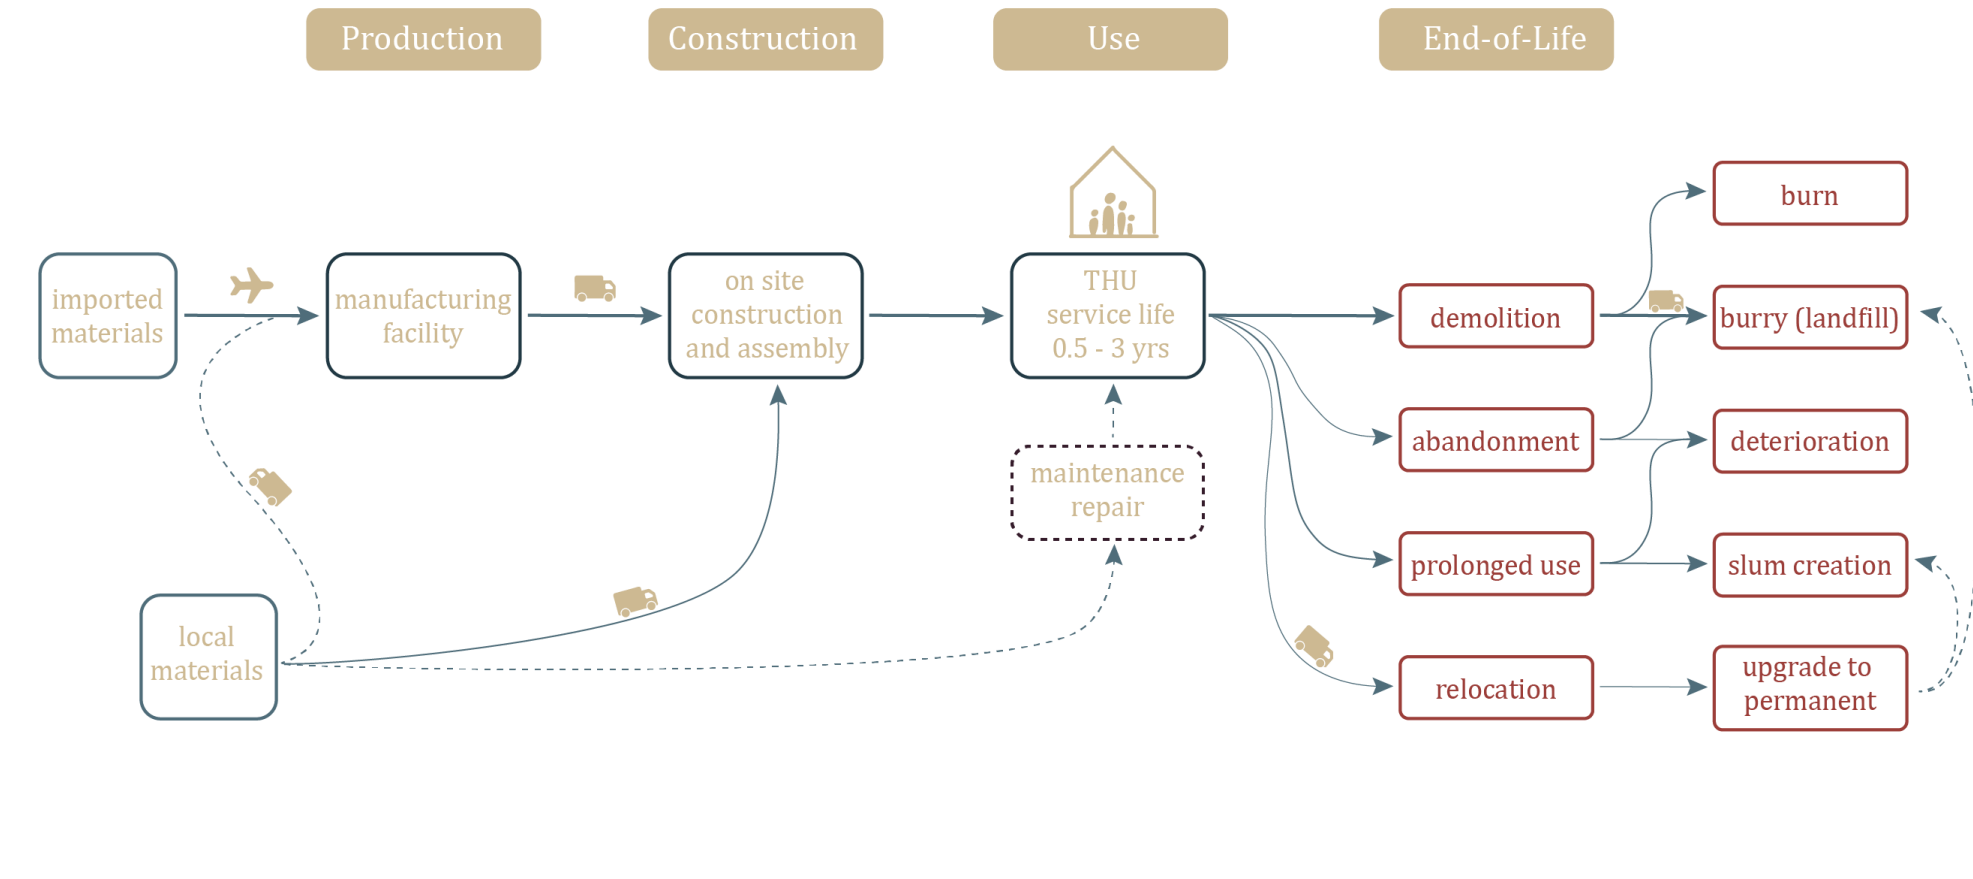 Production
Construction
Use
End-of-Life
imported
materials
manufacturing
facility
on site
construction
and assembly
THU
service life
0.5 - 3 yrs
maintenance
repair
local
materials
demolition
abandonment
prolonged use
relocation
burn
burry (landfill)
deterioration
slum creation
upgrade to
permanent